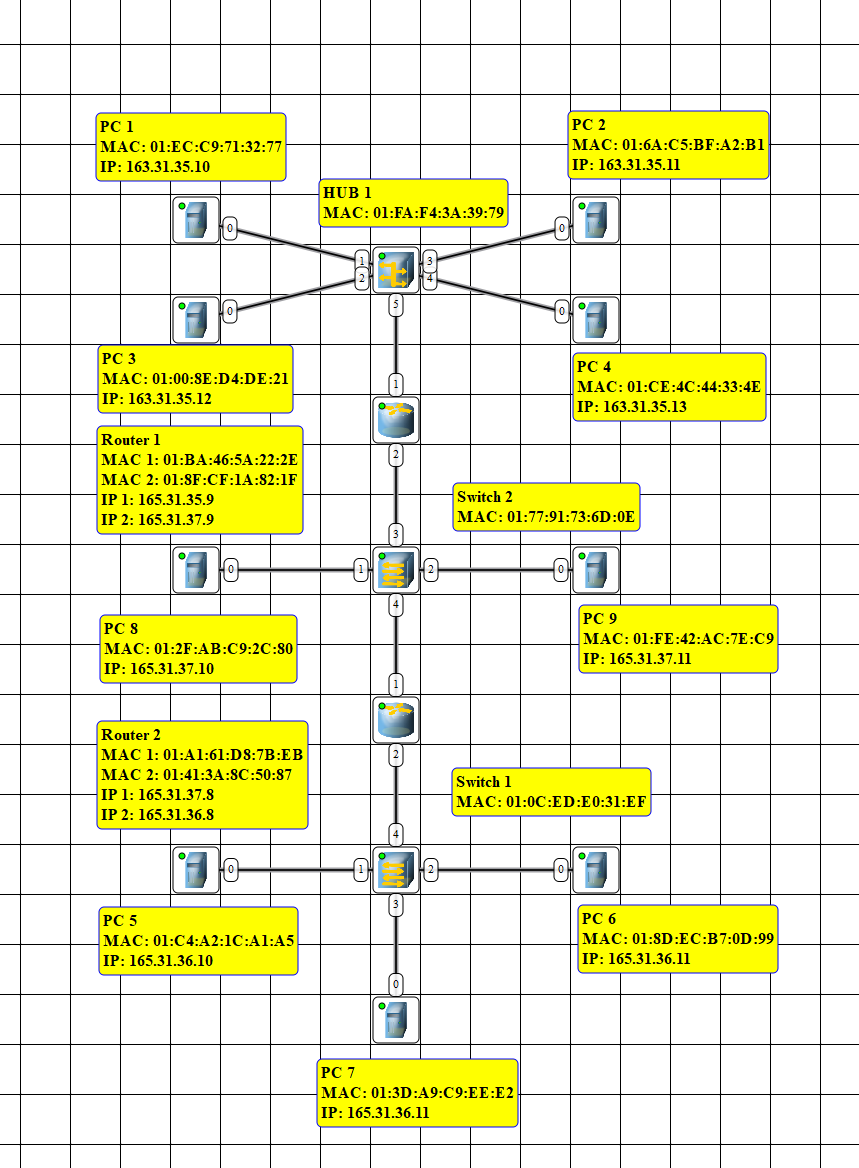 PC 1
MAC: 01:EC:C9:71:32:77
IP: 163.31.35.10
PC 2
MAC: 01:6A:C5:BF:A2:B1
IP: 163.31.35.11
HUB 1
MAC: 01:FA:F4:3A:39:79
0
0
1
3
2
4
0
0
5
PC 3
MAC: 01:00:8E:D4:DE:21
IP: 163.31.35.12
PC 4
MAC: 01:CE:4C:44:33:4E
IP: 163.31.35.13
1
Router 1
MAC 1: 01:BA:46:5A:22:2E
MAC 2: 01:8F:CF:1A:82:1F
IP 1: 165.31.35.9
IP 2: 165.31.37.9
2
Switch 2
MAC: 01:77:91:73:6D:0E
3
0
1
2
0
4
PC 8
MAC: 01:2F:AB:C9:2C:80
IP: 165.31.37.10
PC 9
MAC: 01:FE:42:AC:7E:C9
IP: 165.31.37.11
1
Router 2
MAC 1: 01:A1:61:D8:7B:EB
MAC 2: 01:41:3A:8C:50:87
IP 1: 165.31.37.8
IP 2: 165.31.36.8
2
Switch 1
MAC: 01:0C:ED:E0:31:EF
4
0
1
2
0
3
PC 5
MAC: 01:C4:A2:1C:A1:A5
IP: 165.31.36.10
PC 6
MAC: 01:8D:EC:B7:0D:99
IP: 165.31.36.11
0
PC 7
MAC: 01:3D:A9:C9:EE:E2
IP: 165.31.36.11